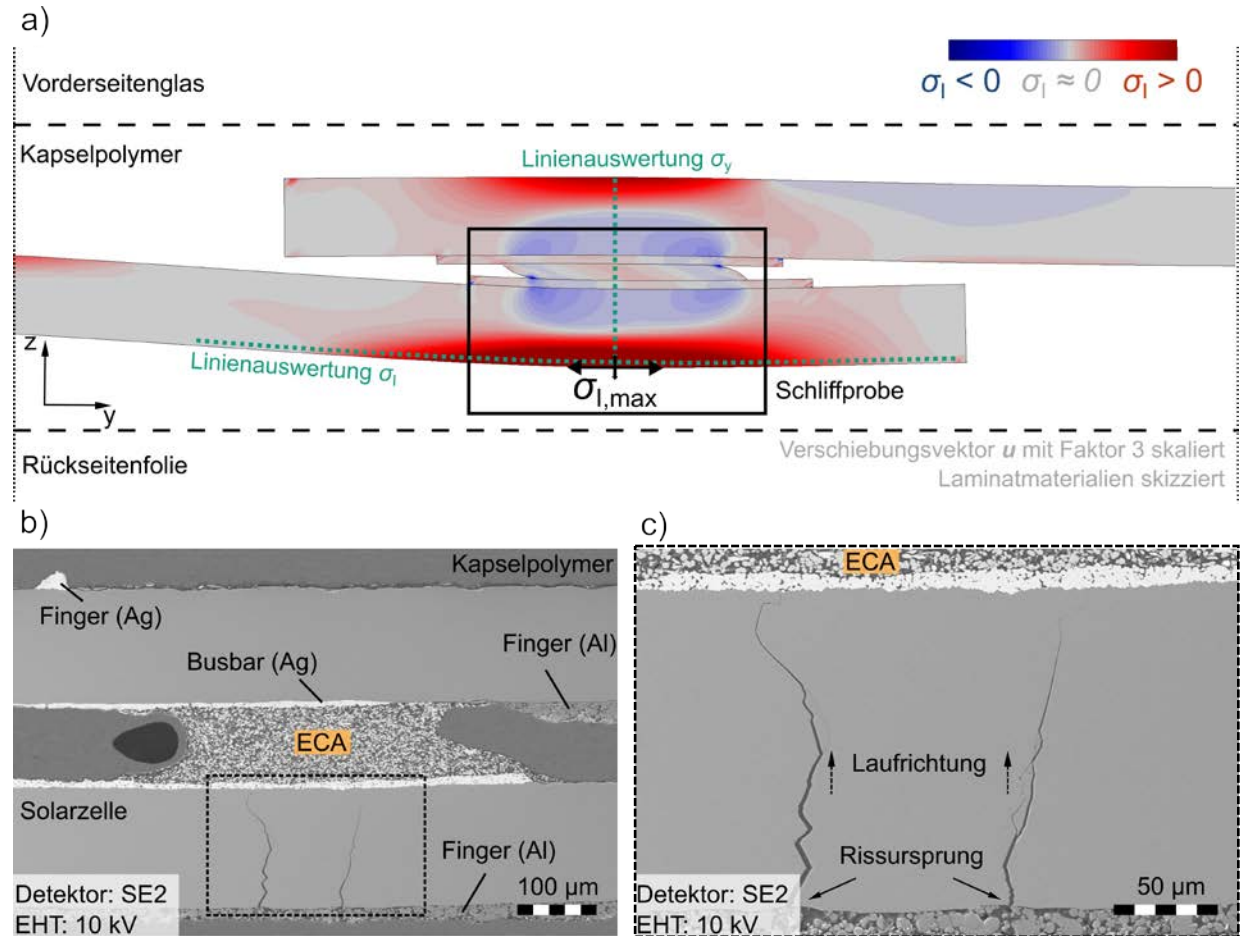 a)
Vorderseitenglas
σI < 0 σI ≈ 0 σI > 0
Kapselpolymer
Linienauswertung σy
z
y
Linienauswertung σI
σI,max
Schliffprobe
Rückseitenfolie
Verschiebungsvektor u mit Faktor 3 skaliert
Laminatmaterialien skizziert
b)
Kapselpolymer
Finger (Ag)
Busbar (Ag)
Finger (Al)
ECA
Solarzelle
Finger (Al)
Detektor: SE2
EHT: 10 kV
100 µm
c)
ECA
Laufrichtung
Rissursprung
Detektor: SE2
EHT: 10 kV
50 µm